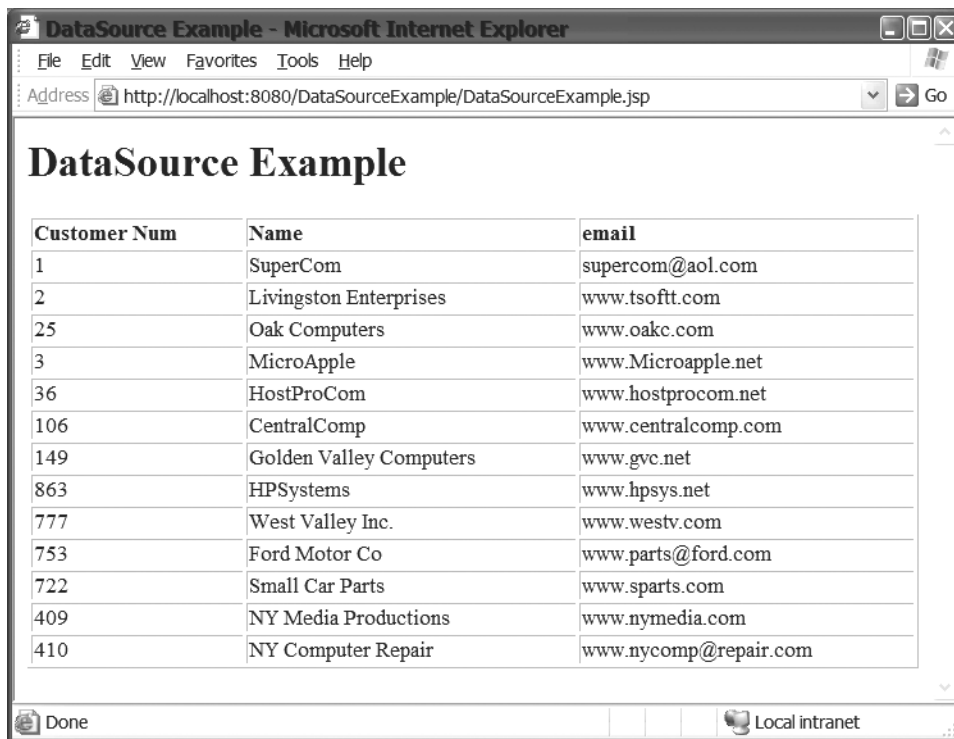 DataSource Example - Microsoft Internet Explorer
File Edit View Favorites Tools Help
Address http://localhost:8080/DataSourceExample/DataSourceExample.jsp Go
DataSource Example
Customer Num Name email
1 SuperCom supercom@aol.com
2 Livingston Enterprises www.tsoftt.com
25 Oak Computers www.oakc.com
3 MicroApple www.Microapple.net
36 HostProCom www.hostprocom.net
106 CentralComp www.centralcomp.com
149 Golden Valley Computers www.gvc.net
863 HPSystems www.hpsys.net
777 West Valley Inc. www.westv.com
753 Ford Motor Co www.parts@ford.com
722 Small Car Parts www.sparts.com
409 NY Media Productions www.nymedia.com
410 NY Computer Repair www.nycomp@repair.com
Done Local intranet